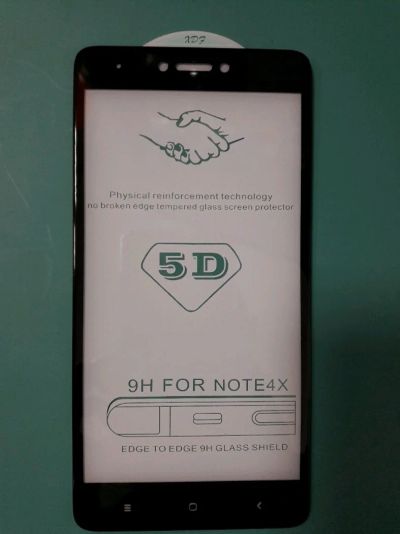 XDF
Physical reinforcement technology
no broken edge tempered glass screen protector
5D
9H FOR NOTE4X
EDGE TO EDGE 9H GLASS SHIELD